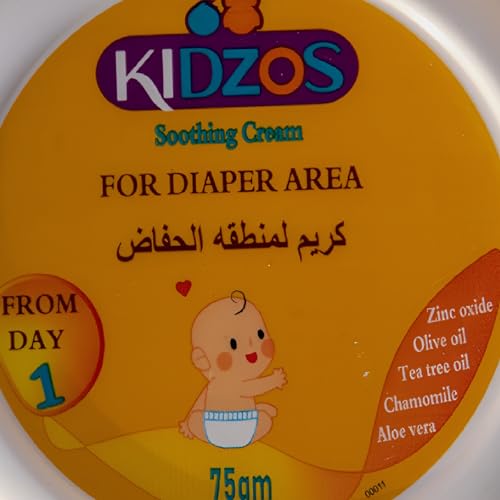 KIDZOS
Soothing Cream
FOR DIAPER AREA
كريم لمنطقه الحفاض
FROM
DAY
1
Zinc oxide
Olive oil
Tea tree oil
Chamomile
Aloe vera
75gm
00011